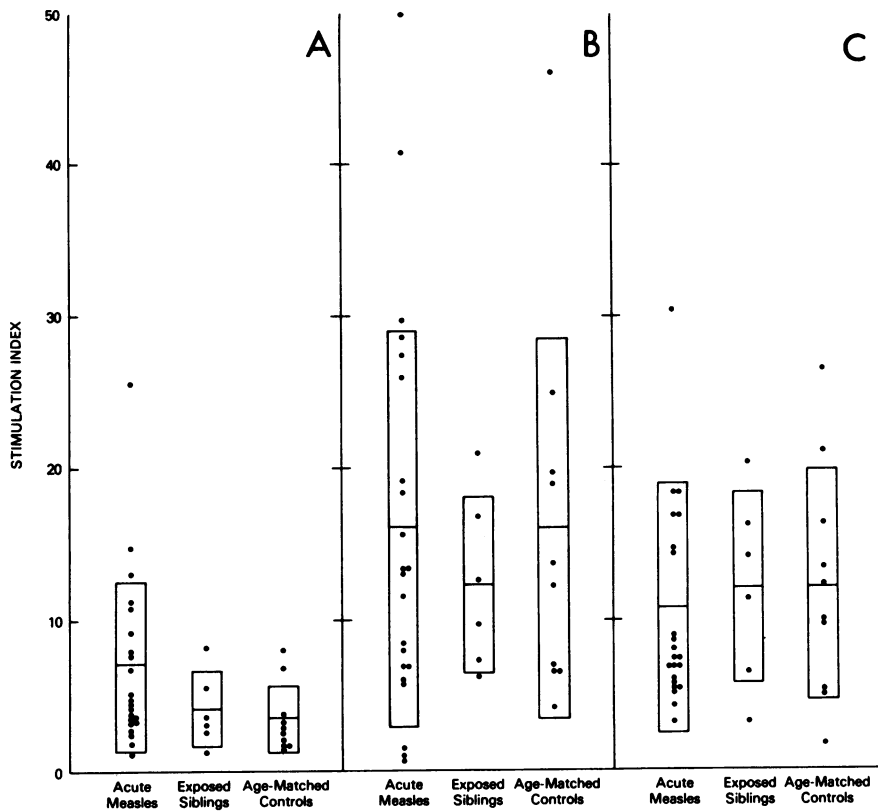 50
A
B
C
40
30
20
10
0
STIMULATION INDEX
Acute
Measles
Exposed
Siblings
Age-Matched
Controls
Acute
Measles
Exposed
Siblings
Age-Matched
Controls
Acute
Measles
Exposed
Siblings
Age-Matched
Controls